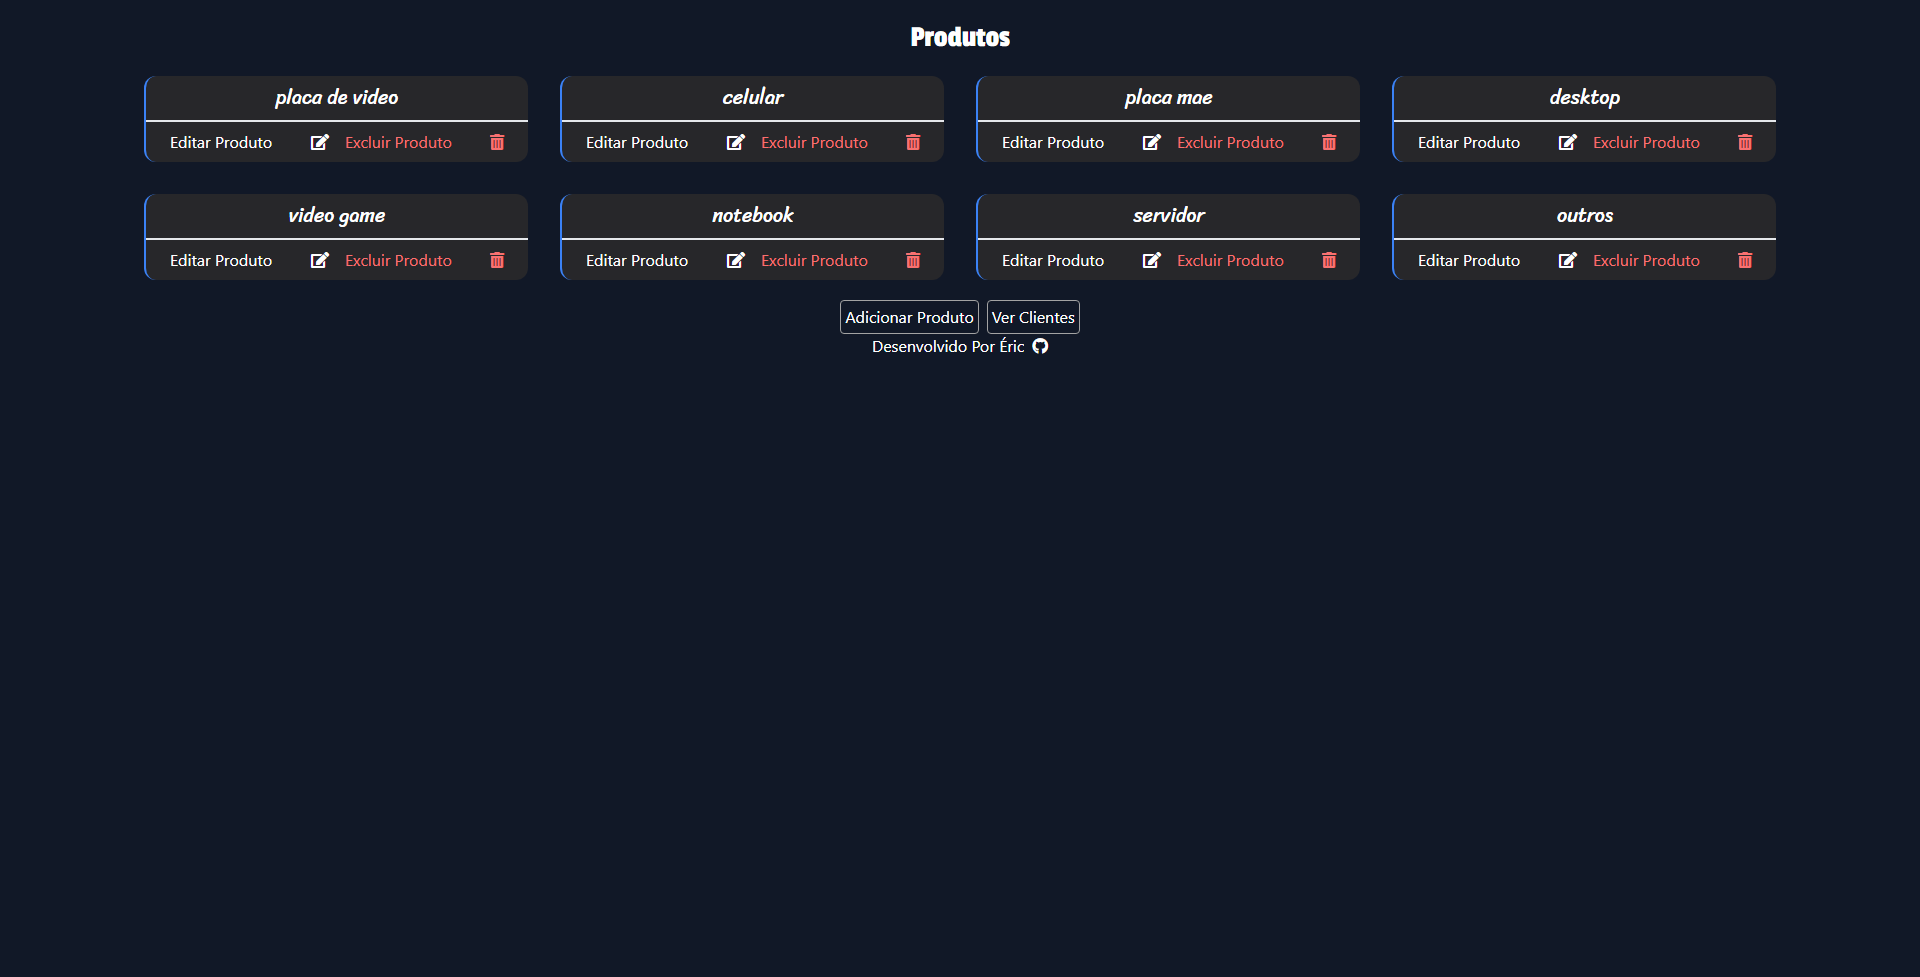 Produtos
placa de video
Editar Produto Excluir Produto
celular
Editar Produto Excluir Produto
placa mae
Editar Produto Excluir Produto
desktop
Editar Produto Excluir Produto
video game
Editar Produto Excluir Produto
notebook
Editar Produto Excluir Produto
servidor
Editar Produto Excluir Produto
outros
Editar Produto Excluir Produto
Adicionar Produto Ver Clientes
Desenvolvido Por Éric